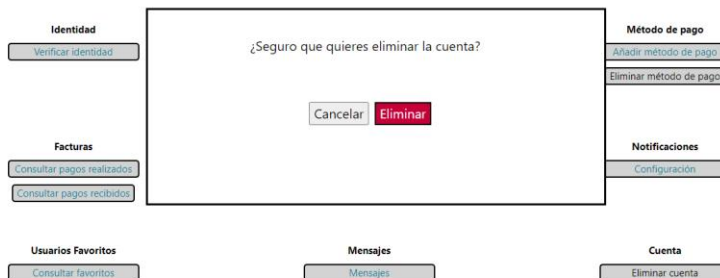 Identidad
Verificar identidad
¿Seguro que quieres eliminar la cuenta?
Cancelar Eliminar
Método de pago
Añadir método de pago
Eliminar método de pago
Facturas
Consultar pagos realizados
Consultar pagos recibidos
Notificaciones
Configuración
Usuarios Favoritos
Consultar favoritos
Mensajes
Mensajes
Cuenta
Eliminar cuenta